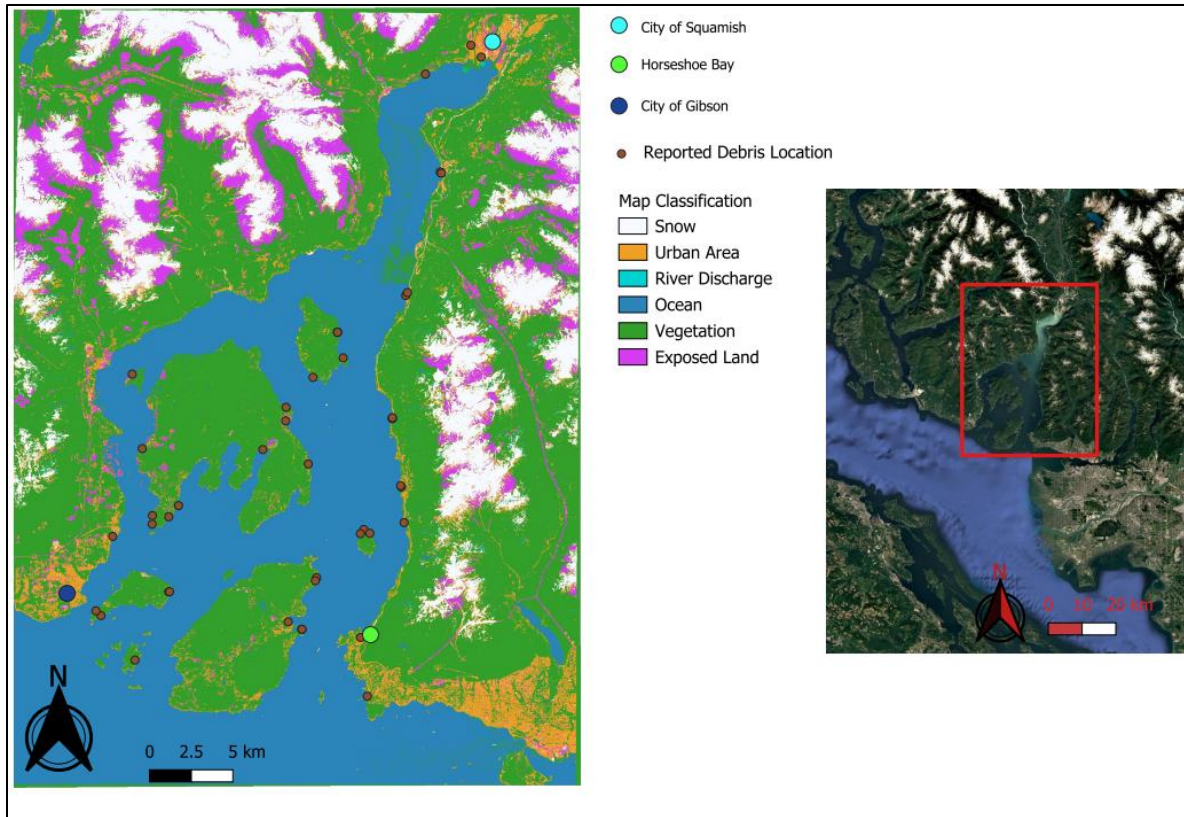 City of Squamish
Horseshoe Bay
City of Gibson
Reported Debris Location
Map Classification
Snow
Urban Area
River Discharge
Ocean
Vegetation
Exposed Land
N
0 2.5 5 km
N
0 10 20 km